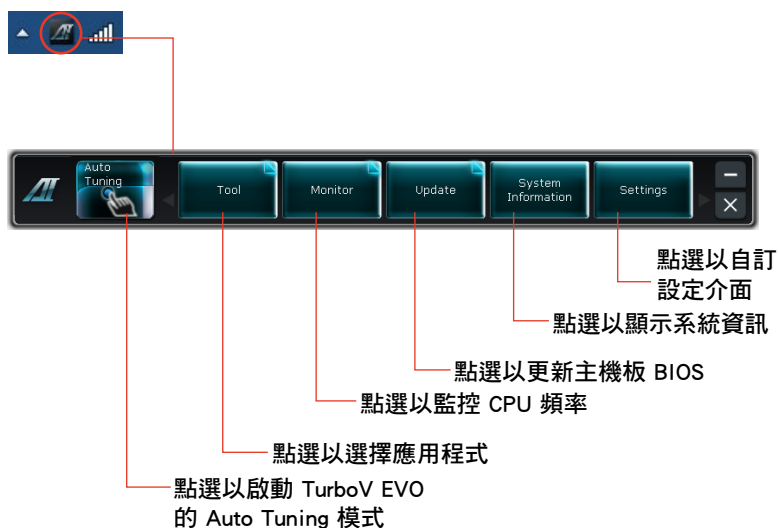 Auto
Tuning
Tool
Monitor
Update
System
Information
Settings
點選以自訂
設定介面
點選以顯示系統資訊
點選以更新主機板 BIOS
點選以監控 CPU 頻率
點選以選擇應用程式
點選以啟動 TurboV EVO
的 Auto Tuning 模式